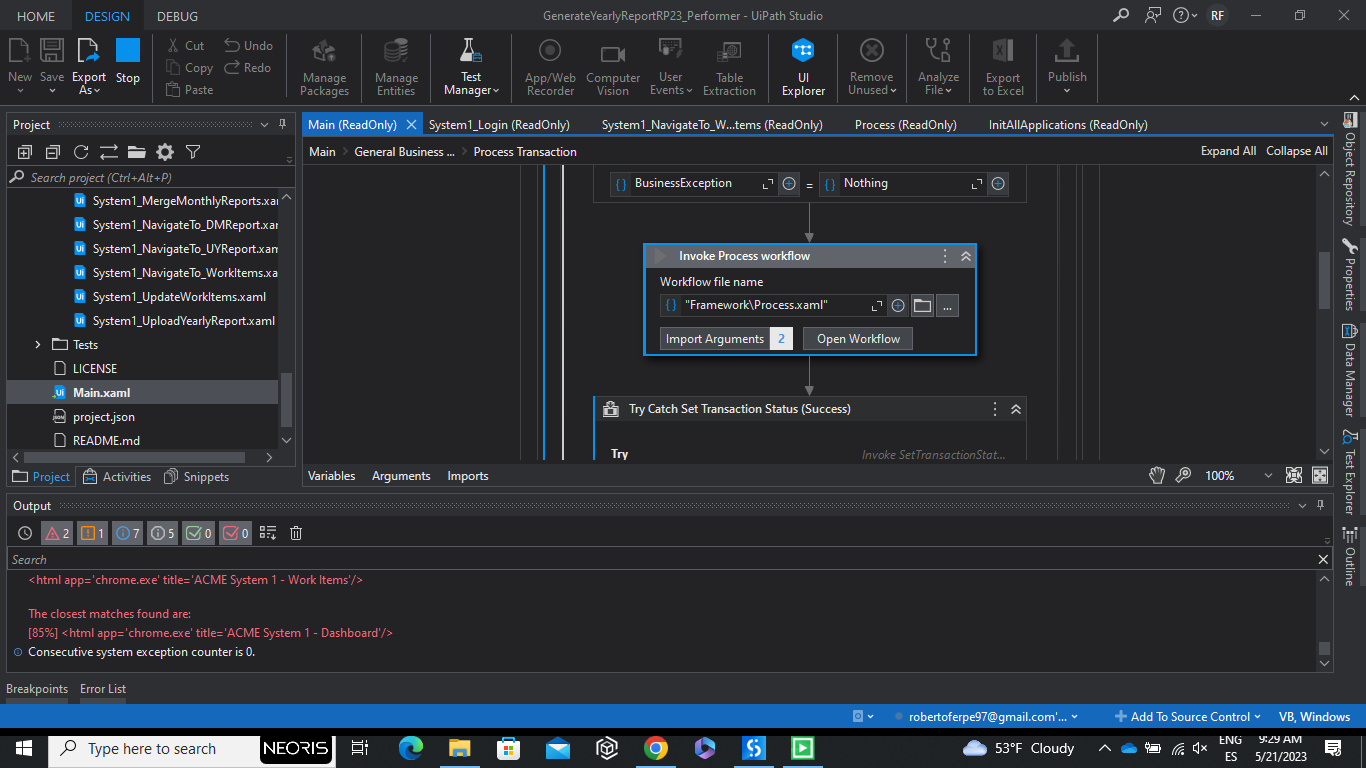 HOME DESIGN DEBUG GenerateYearlyReportRP23_Performer - UiPath Studio RF
New Save Export As Stop
Cut Copy Paste Undo Redo
Manage Packages
Manage Entities
Test Manager
App/Web Recorder
Computer Vision
User Events
Table Extraction
UI Explorer
Remove Unused
Analyze File
Export to Excel
Publish
Project
Search project (Ctrl+Alt+P)
System1_MergeMonthlyReports.xa
System1_NavigateTo_DMReport.xar
System1_NavigateTo_UYReport.xam
System1_NavigateTo_WorkItems.xa
System1_UpdateWorkItems.xaml
System1_UploadYearlyReport.xaml
Tests
LICENSE
Main.xaml
project.json
README.md
Project Activities Snippets
Main (ReadOnly) System1_Login (ReadOnly) System1_NavigateTo_W...tems (ReadOnly) Process (ReadOnly) InitAllApplications (ReadOnly)
Main General Business ... Process Transaction Expand All Collapse All
BusinessException = Nothing
Invoke Process workflow
Workflow file name
"Framework\Process.xaml" ...
Import Arguments 2 Open Workflow
Try Catch Set Transaction Status (Success)
Try Invoke SetTransactionStat...
Variables Arguments Imports 100%
Object Repository
Properties
Data Manager
Test Explorer
Outline
Output
2 1 7 5 0 0
Search
<html app='chrome.exe' title='ACME System 1 - Work Items'/>
The closest matches found are:
[85%] <html app='chrome.exe' title='ACME System 1 - Dashboard'/>
Consecutive system exception counter is 0.
Breakpoints Error List
robertoferpe97@gmail.com'... Add To Source Control VB, Windows
Type here to search NEORIS 53°F Cloudy ENG ES 9:29 AM 5/21/2023